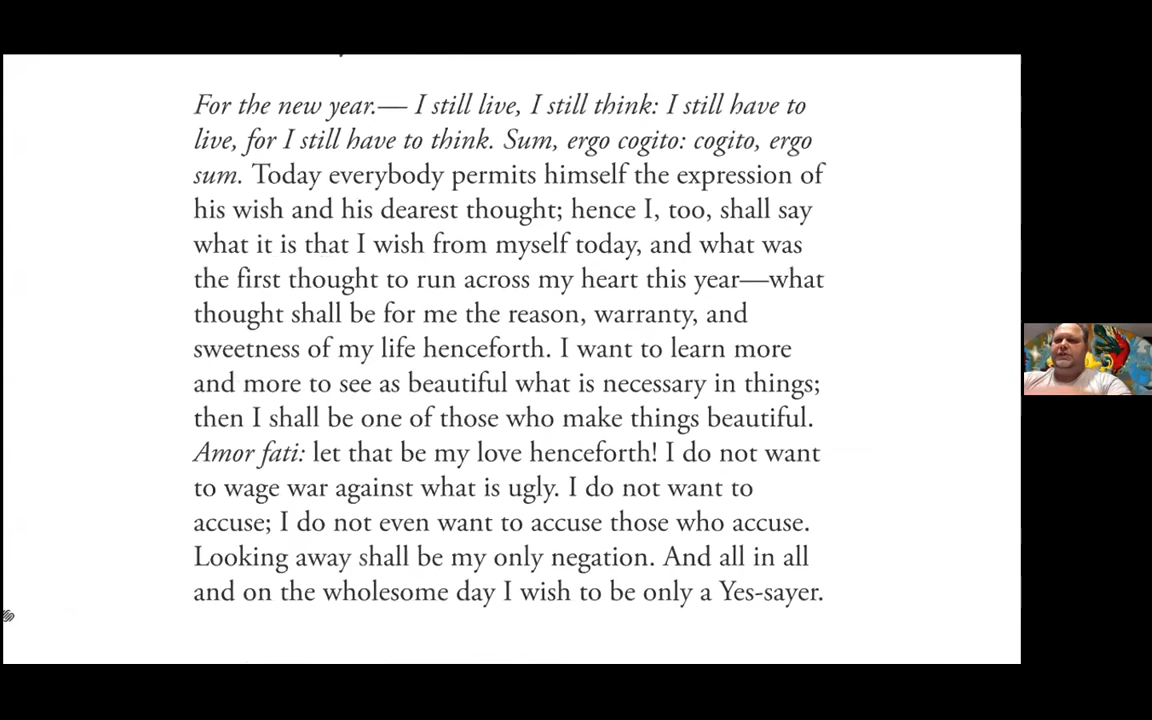 For the new year.— I still live, I still think: I still have to
live, for I still have to think. Sum, ergo cogito: cogito, ergo
sum. Today everybody permits himself the expression of
his wish and his dearest thought; hence I, too, shall say
what it is that I wish from myself today, and what was
the first thought to run across my heart this year—what
thought shall be for me the reason, warranty, and
sweetness of my life henceforth. I want to learn more
and more to see as beautiful what is necessary in things;
then I shall be one of those who make things beautiful.
Amor fati: let that be my love henceforth! I do not want
to wage war against what is ugly. I do not want to
accuse; I do not even want to accuse those who accuse.
Looking away shall be my only negation. And all in all
and on the wholesome day I wish to be only a Yes-sayer.